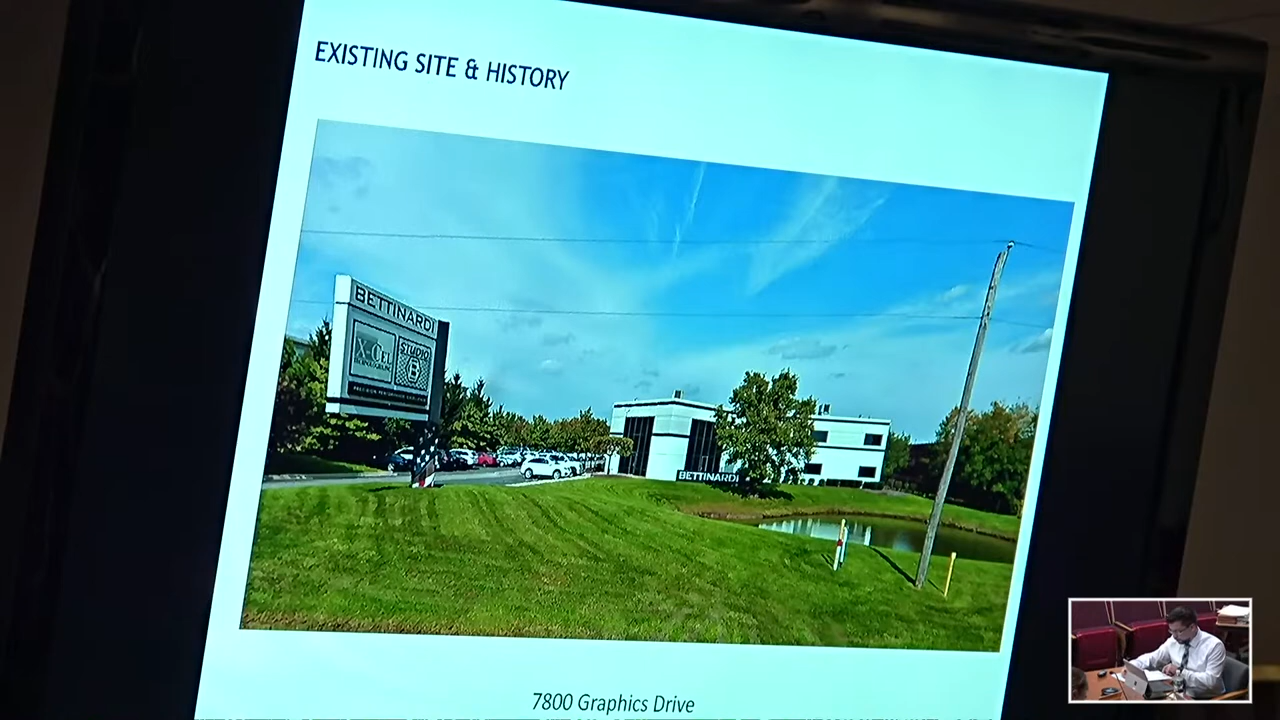 EXISTING SITE & HISTORY
BETTINARDI
X-CEL
STUDIO
B
BETTINARDI
7800 Graphics Drive